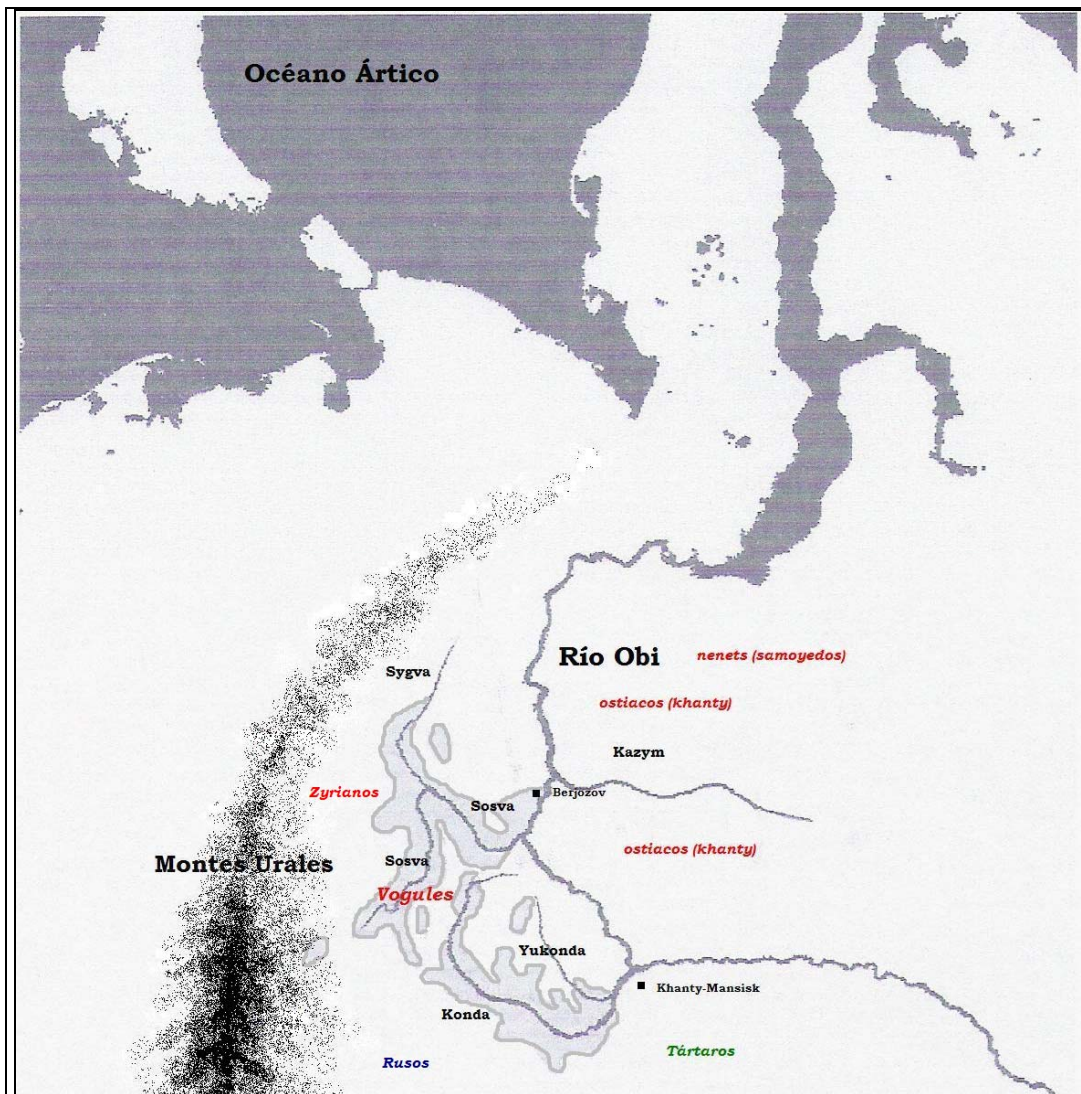 Océano Ártico
Río Obi
nenets (samoyedos)
Sygva
ostiacos (khanty)
Kazym
Zyrianos
Sosva
Berjózov
ostiacos (khanty)
Montes Urales
Sosva
Vogules
Yukonda
Khanty-Mansisk
Konda
Tártaros
Rusos